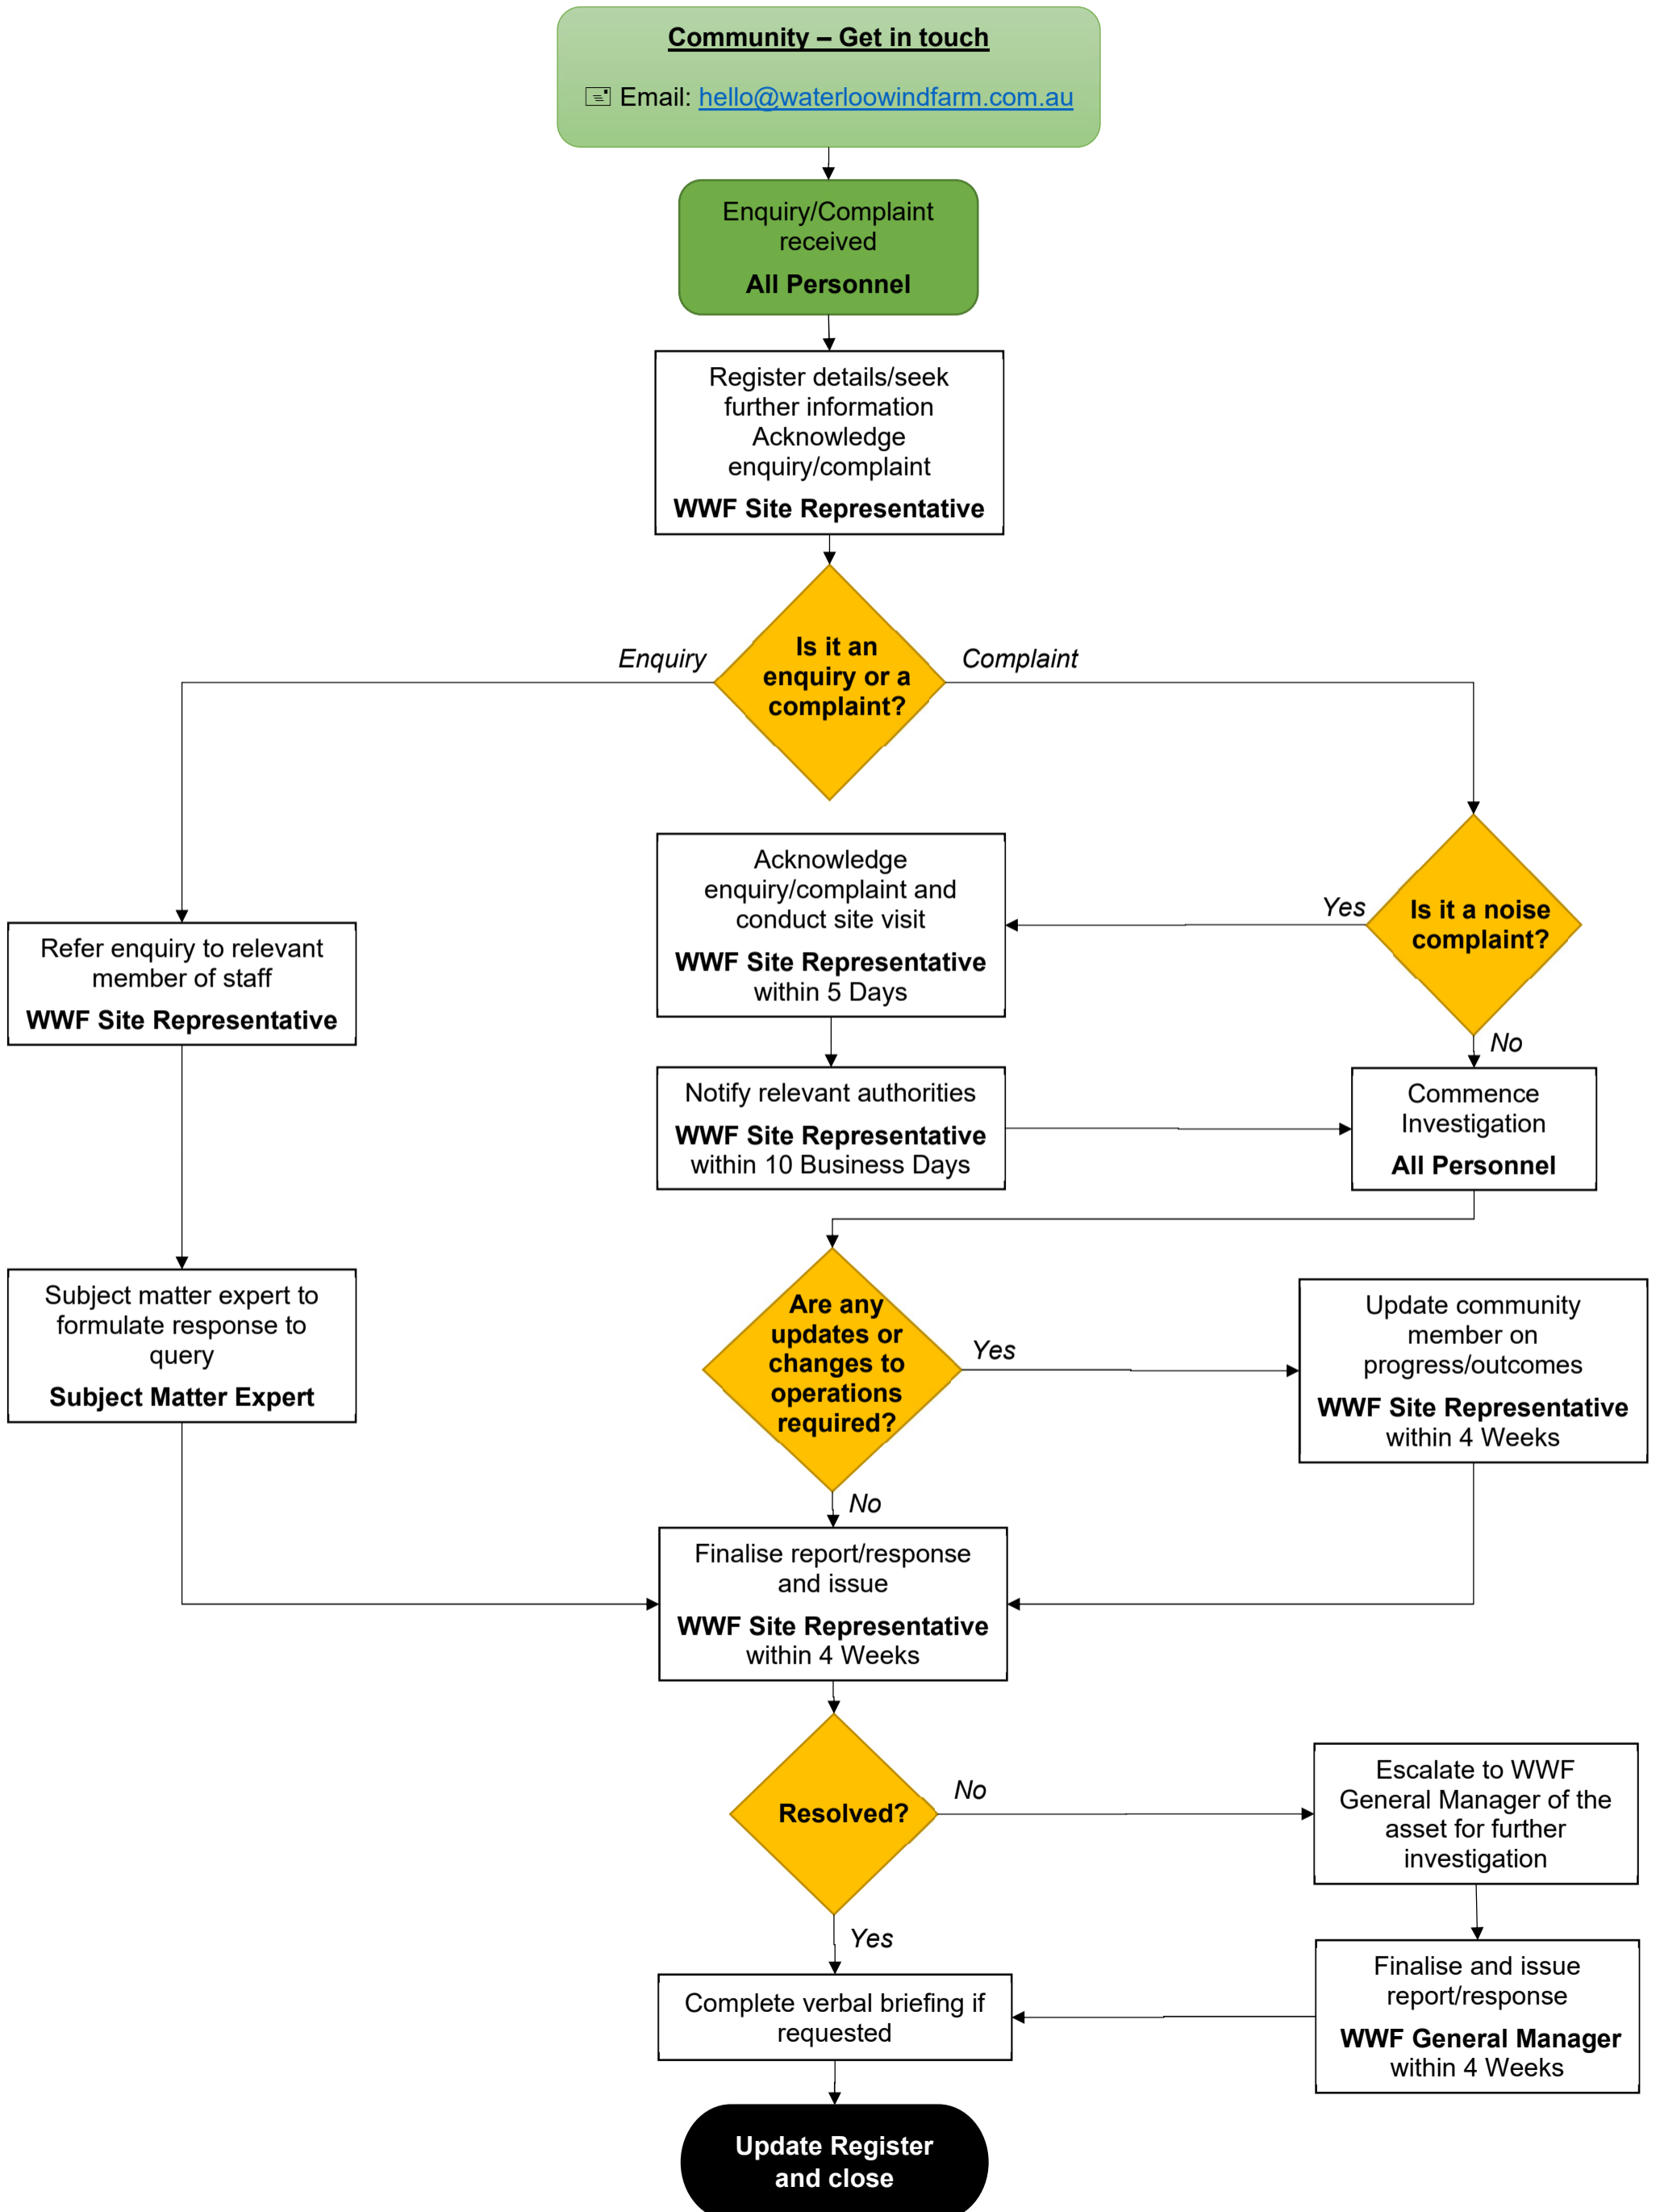 Community – Get in touch
Email: hello@waterloowindfarm.com.au
Enquiry/Complaint
received
All Personnel
Register details/seek
further information
Acknowledge
enquiry/complaint
WWF Site Representative
Is it an
enquiry or a
complaint?
Enquiry
Complaint
Is it a noise
complaint?
Yes
No
Acknowledge
enquiry/complaint and
conduct site visit
WWF Site Representative
within 5 Days
Refer enquiry to relevant
member of staff
WWF Site Representative
Notify relevant authorities
WWF Site Representative
within 10 Business Days
Commence
Investigation
All Personnel
Subject matter expert to
formulate response to
query
Subject Matter Expert
Are any
updates or
changes to
operations
required?
Yes
No
Update community
member on
progress/outcomes
WWF Site Representative
within 4 Weeks
Finalise report/response
and issue
WWF Site Representative
within 4 Weeks
Resolved?
No
Yes
Escalate to WWF
General Manager of the
asset for further
investigation
Finalise and issue
report/response
WWF General Manager
within 4 Weeks
Complete verbal briefing if
requested
Update Register
and close